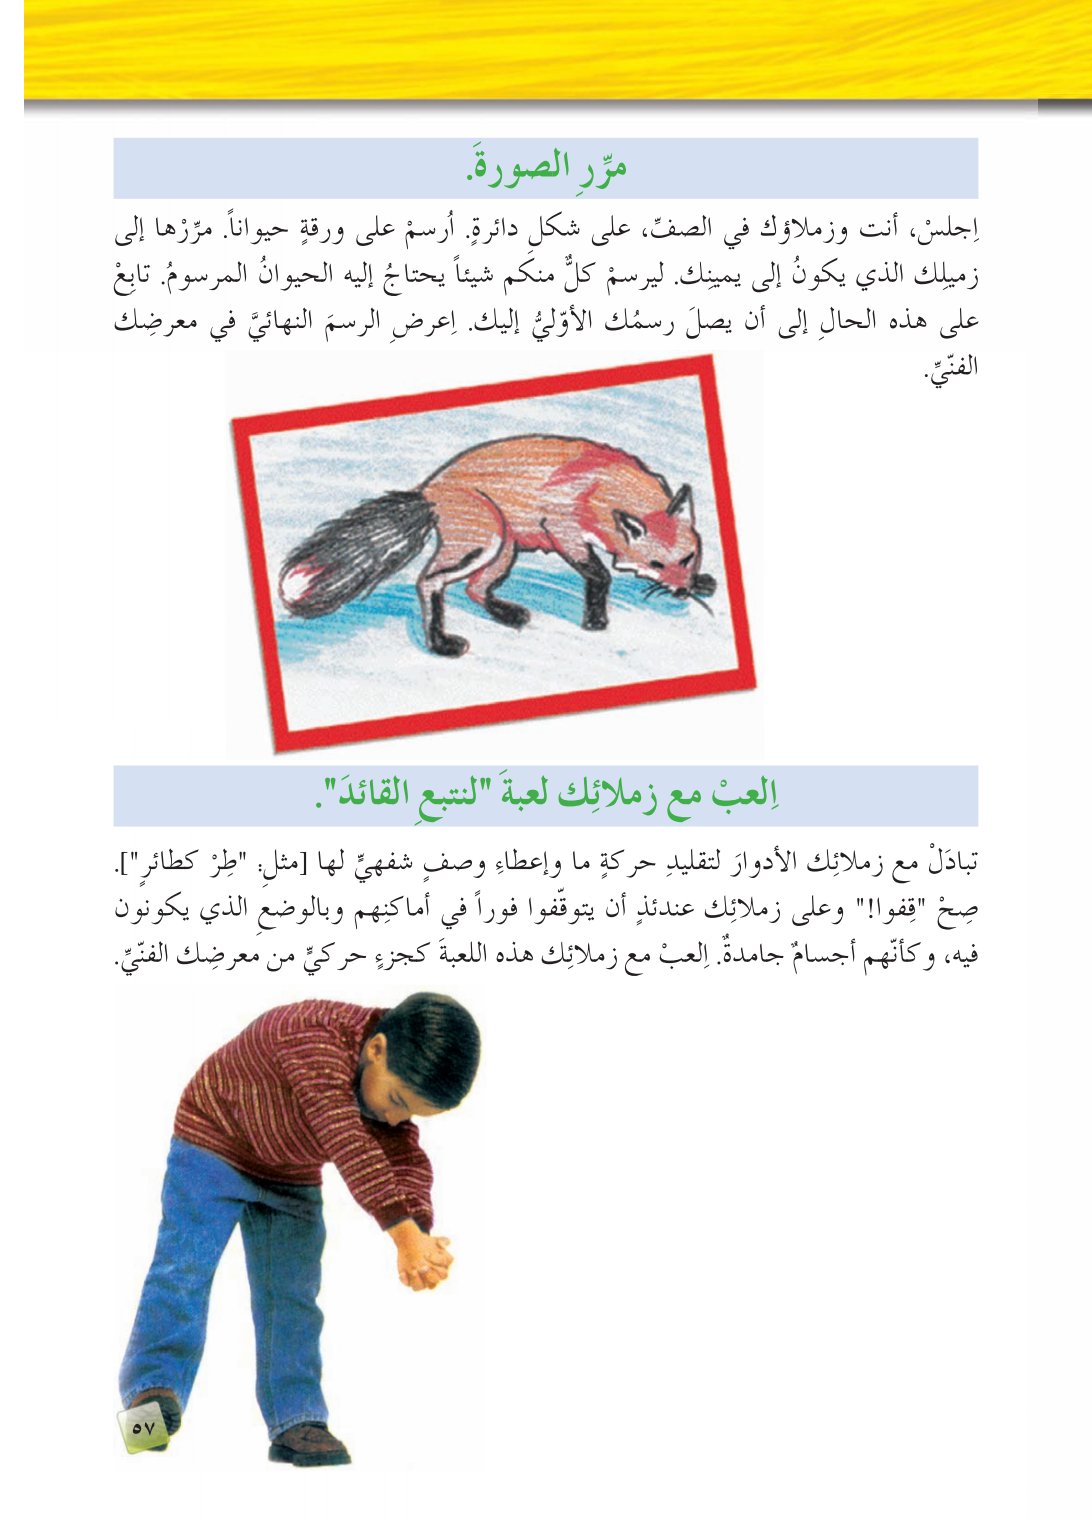 مرِّرِ الصورةَ.
اِجلسْ، أنت وزملاؤك في الصفِّ، على شكلِ دائرةٍ. اُرسمْ على ورقةٍ حيواناً. مرِّرْها إلى
زميلِك الذي يكونُ إلى يمينِك. ليرسمْ كلٌّ منكم شيئاً يحتاجُ إليه الحيوانُ المرسومُ. تابِعْ
على هذه الحالِ إلى أن يصلَ رسمُك الأوّليُّ إليك. اِعرضِ الرسمَ النهائيَّ في معرضِك
الفنّيِّ.
اِلعبْ مع زملائِك لعبةَ "لنتبعِ القائدَ".
تبادَلْ مع زملائِك الأدوارَ لتقليدِ حركةٍ ما وإعطاءِ وصفٍ شفهيٍّ لها [مثلِ: "طِرْ كطائرٍ"].
صِحْ "قِفوا!" وعلى زملائِك عندئذٍ أن يتوقّفوا فوراً في أماكنِهم وبالوضعِ الذي يكونون
فيه، وكأنّهم أجسامٌ جامدةٌ. اِلعبْ مع زملائِك هذه اللعبةَ كجزءٍ حركيٍّ من معرضِك الفنّيِّ.
٥٧